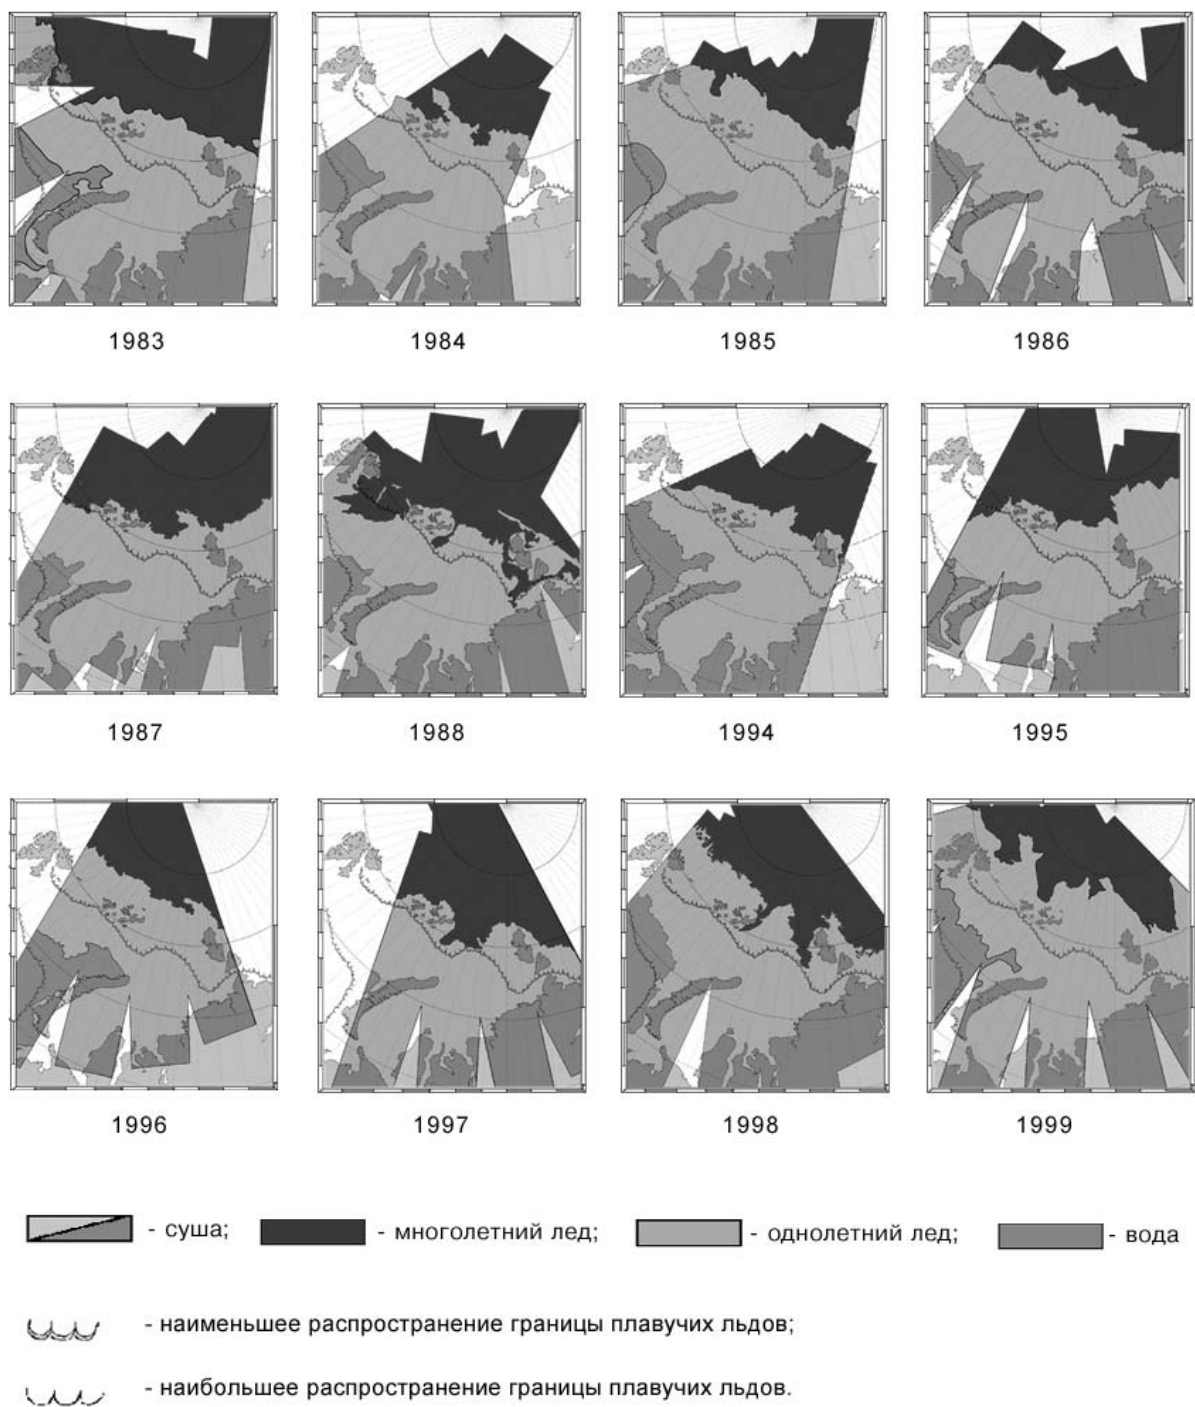 1983 1984 1985 1986
1987 1988 1994 1995
1996 1997 1998 1999
- суша; - многолетний лед; - однолетний лед; - вода
- наименьшее распространение границы плавучих льдов;
- наибольшее распространение границы плавучих льдов.